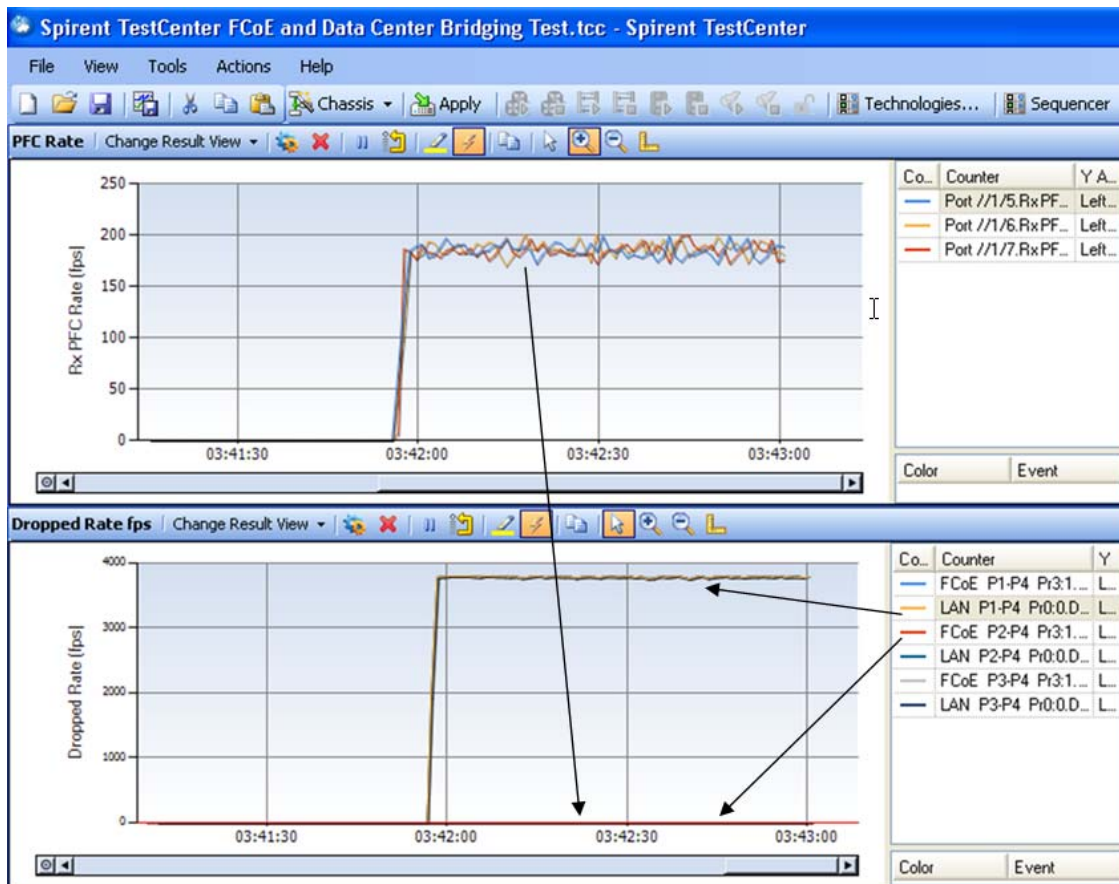 Spirent TestCenter FCoE and Data Center Bridging Test.tcc - Spirent TestCenter
File View Tools Actions Help
Chassis Apply Technologies... Sequencer
PFC Rate Change Result View
Co... Counter Y A...
Port //1/5.RxPF... Left...
Port //1/6.RxPF... Left...
Port //1/7.RxPF... Left...
Rx PFC Rate (fps)
250
200
150
100
50
0
03:41:30 03:42:00 03:42:30 03:43:00
Color Event
Dropped Rate fps Change Result View
Co... Counter Y
FCoE P1-P4 Pr3:1.... L...
LAN P1-P4 Pr0:0.D... L...
FCoE P2-P4 Pr3:1.... L...
LAN P2-P4 Pr0:0.D... L...
FCoE P3-P4 Pr3:1.... L...
LAN P3-P4 Pr0:0.D... L...
Dropped Rate (fps)
4000
3000
2000
1000
0
03:41:30 03:42:00 03:42:30 03:43:00
Color Event